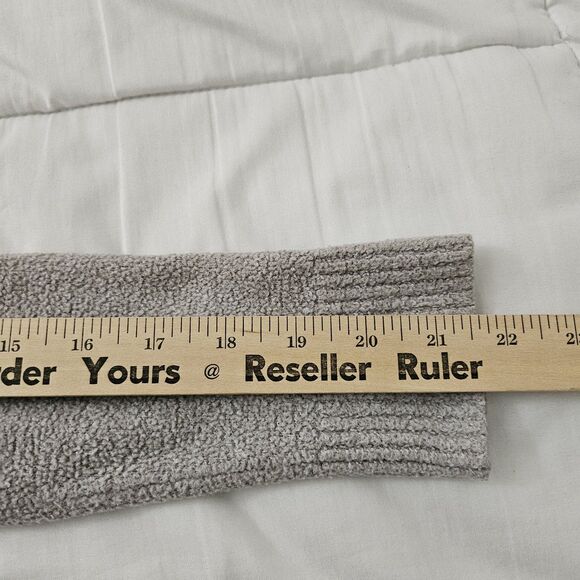 15 16 17 18 19 20 21 22
der Yours @ Reseller Ruler